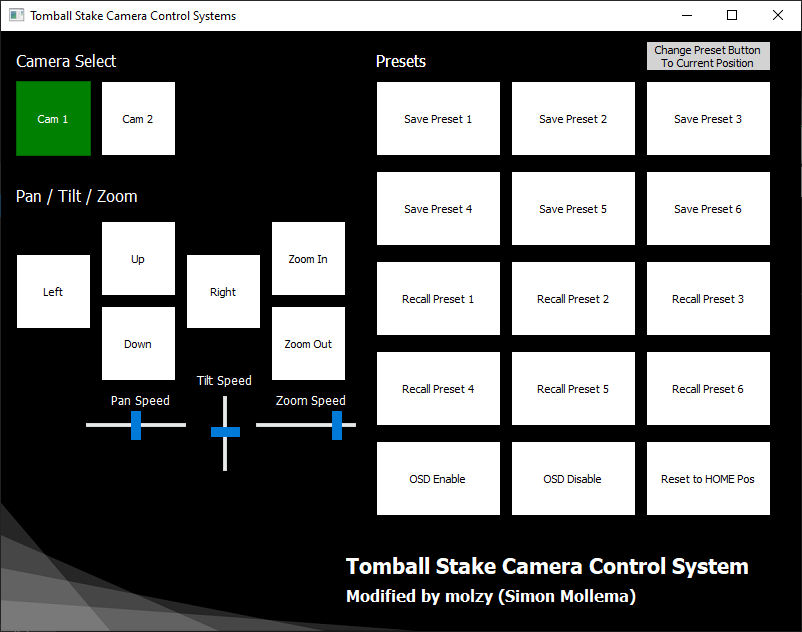 Tomball Stake Camera Control Systems
Camera Select
Presets
Change Preset Button
To Current Position
Cam 1
Cam 2
Save Preset 1
Save Preset 2
Save Preset 3
Pan / Tilt / Zoom
Save Preset 4
Save Preset 5
Save Preset 6
Up
Zoom In
Left
Right
Recall Preset 1
Recall Preset 2
Recall Preset 3
Down
Zoom Out
Tilt Speed
Recall Preset 4
Recall Preset 5
Recall Preset 6
Pan Speed
Zoom Speed
OSD Enable
OSD Disable
Reset to HOME Pos
Tomball Stake Camera Control System
Modified by molzy (Simon Mollema)